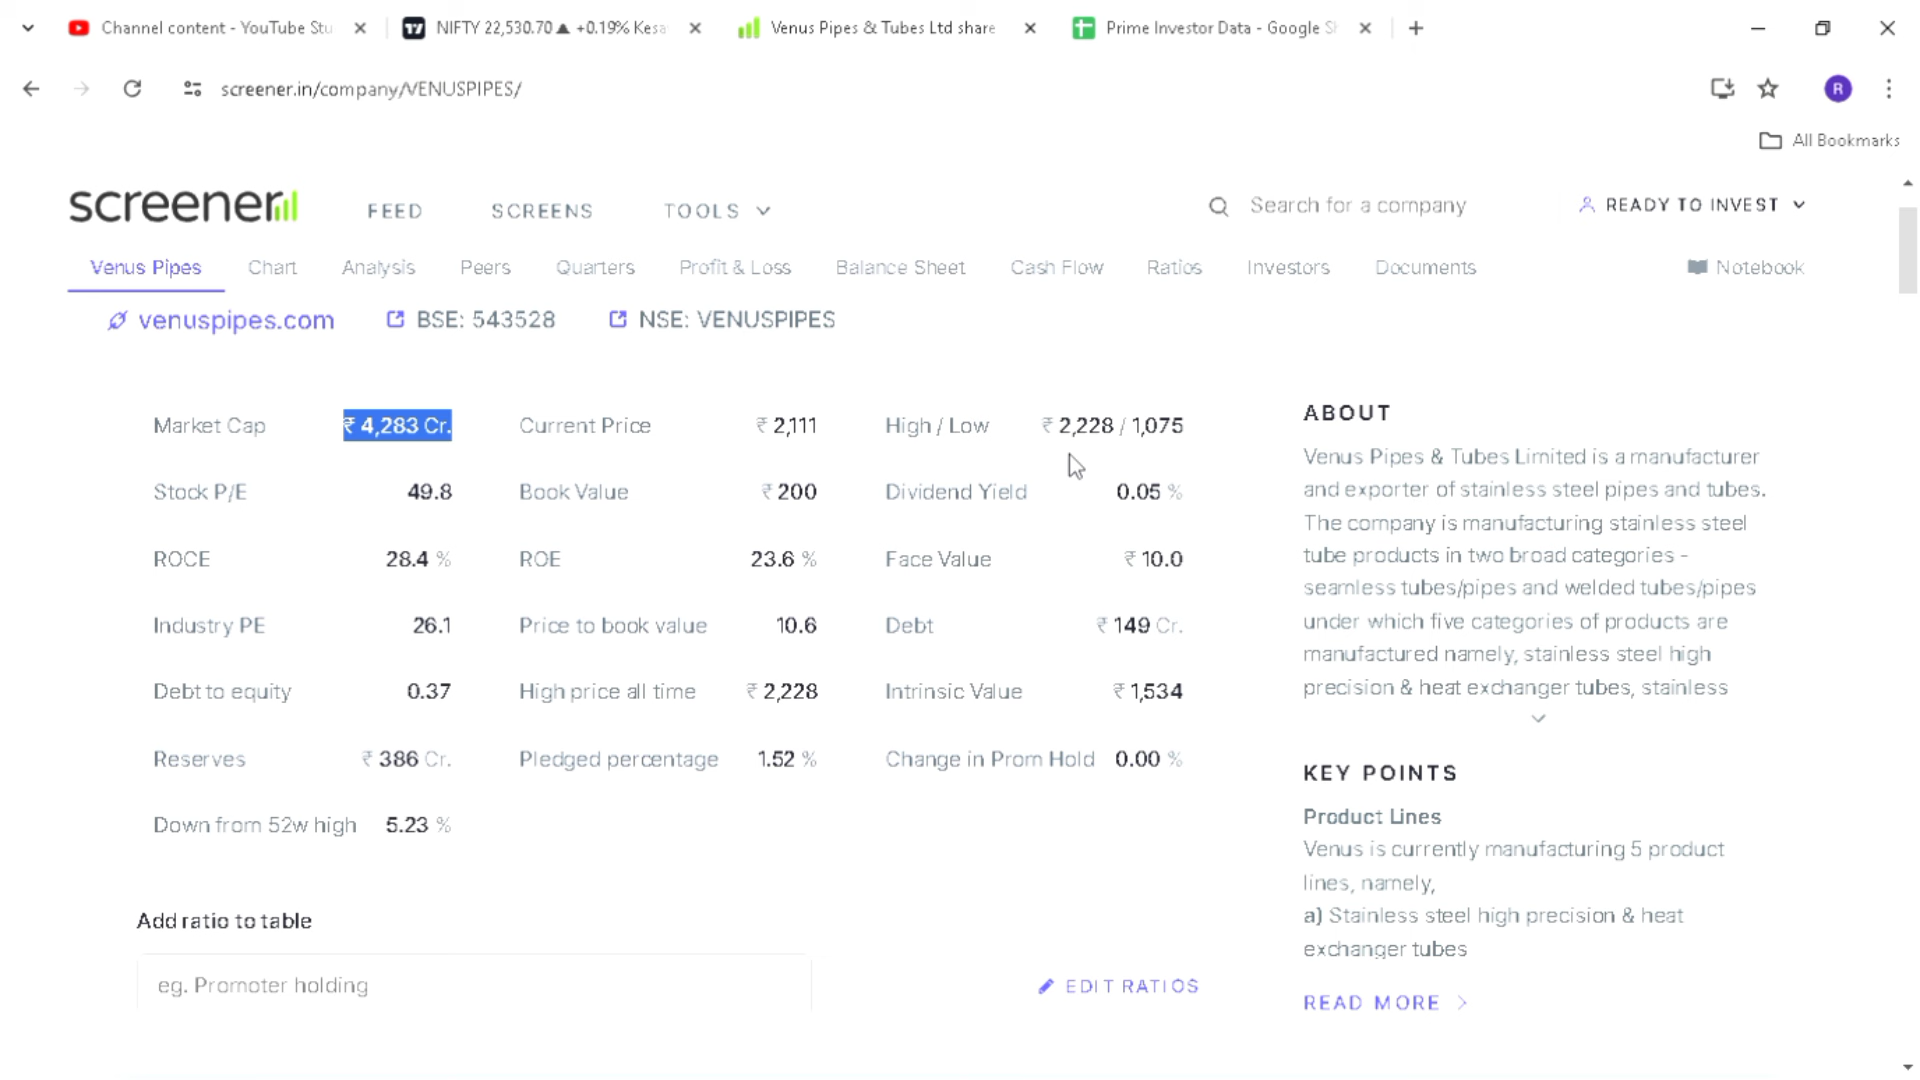 Channel content - YouTube Stu
NIFTY 22,530.70 ▲ +0.19% Kesa
Venus Pipes & Tubes Ltd share
Prime Investor Data - Google Sh
screener.in/company/VENUSPIPES/
R
All Bookmarks
screener
FEED SCREENS TOOLS
Search for a company
READY TO INVEST
Venus Pipes Chart Analysis Peers Quarters Profit & Loss Balance Sheet Cash Flow Ratios Investors Documents Notebook
venuspipes.com BSE: 543528 NSE: VENUSPIPES
Market Cap ₹ 4,283 Cr. Current Price ₹ 2,111 High / Low ₹ 2,228 / 1,075
Stock P/E 49.8 Book Value ₹ 200 Dividend Yield 0.05 %
ROCE 28.4 % ROE 23.6 % Face Value ₹ 10.0
Industry PE 26.1 Price to book value 10.6 Debt ₹ 149 Cr.
Debt to equity 0.37 High price all time ₹ 2,228 Intrinsic Value ₹ 1,534
Reserves ₹ 386 Cr. Pledged percentage 1.52 % Change in Prom Hold 0.00 %
Down from 52w high 5.23 %
Add ratio to table
eg. Promoter holding
EDIT RATIOS
ABOUT
Venus Pipes & Tubes Limited is a manufacturer
and exporter of stainless steel pipes and tubes.
The company is manufacturing stainless steel
tube products in two broad categories -
seamless tubes/pipes and welded tubes/pipes
under which five categories of products are
manufactured namely, stainless steel high
precision & heat exchanger tubes, stainless
KEY POINTS
Product Lines
Venus is currently manufacturing 5 product
lines, namely,
a) Stainless steel high precision & heat
exchanger tubes
READ MORE